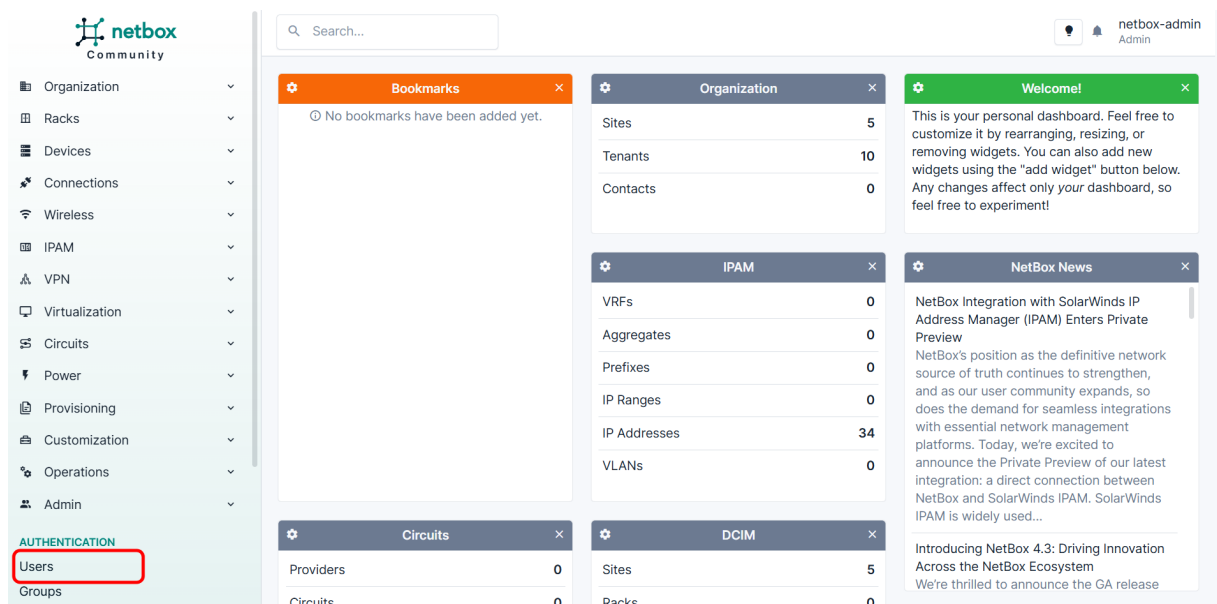 netbox
Community
Search...
netbox-admin
Admin
Organization
Racks
Devices
Connections
Wireless
IPAM
VPN
Virtualization
Circuits
Power
Provisioning
Customization
Operations
Admin
AUTHENTICATION
Users
Groups
Bookmarks
No bookmarks have been added yet.
Organization
Sites 5
Tenants 10
Contacts 0
Welcome!
This is your personal dashboard. Feel free to
customize it by rearranging, resizing, or
removing widgets. You can also add new
widgets using the "add widget" button below.
Any changes affect only your dashboard, so
feel free to experiment!
IPAM
VRFs 0
Aggregates 0
Prefixes 0
IP Ranges 0
IP Addresses 34
VLANs 0
NetBox News
NetBox Integration with SolarWinds IP
Address Manager (IPAM) Enters Private
Preview
NetBox's position as the definitive network
source of truth continues to strengthen,
and as our user community expands, so
does the demand for seamless integrations
with essential network management
platforms. Today, we're excited to
announce the Private Preview of our latest
integration: a direct connection between
NetBox and SolarWinds IPAM. SolarWinds
IPAM is widely used...
Introducing NetBox 4.3: Driving Innovation
Across the NetBox Ecosystem
We're thrilled to announce the GA release
Circuits
Providers 0
Circuits 0
DCIM
Sites 5
Racks 0